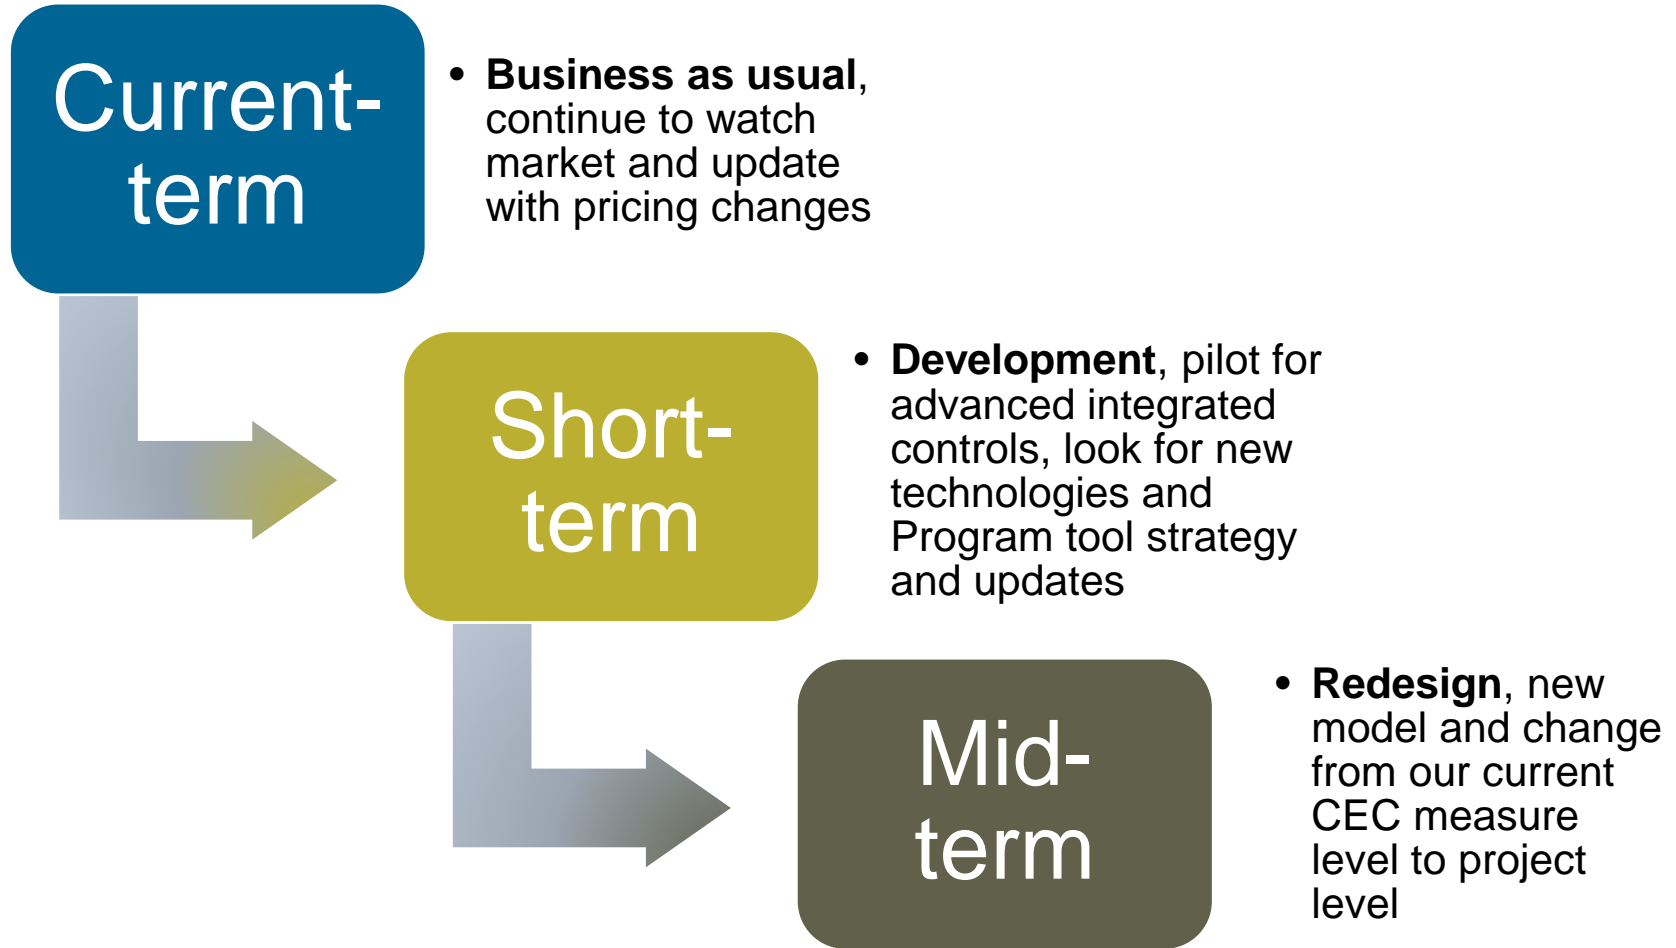 Current-
term
• Business as usual,
continue to watch
market and update
with pricing changes
Short-
term
• Development, pilot for
advanced integrated
controls, look for new
technologies and
Program tool strategy
and updates
Mid-
term
• Redesign, new
model and change
from our current
CEC measure
level to project
level